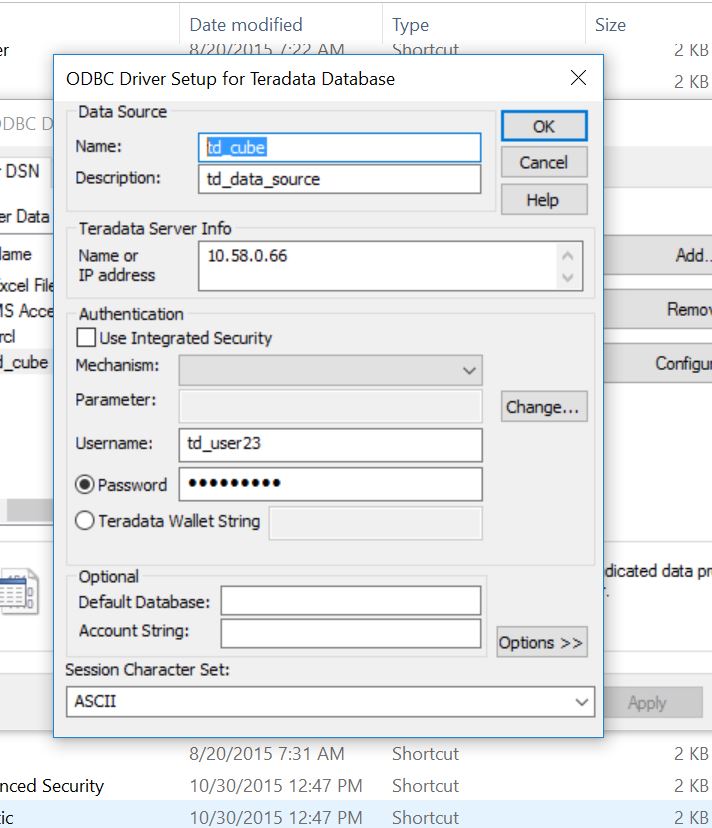 Date modified Type Size
er 8/20/2015 7:22 AM Shortcut 2 KB
2 KB
ODBC Driver Setup for Teradata Database
DBC D
Data Source
OK
Name: td_cube
Cancel
r DSN
Description: td_data_source
Help
er Data
Teradata Server Info
Name or
IP address
10.58.0.66
ame
Add..
xcel File
MS Acce
Remov
rcl
d_cube
Configur
Authentication
Use Integrated Security
Mechanism:
Parameter:
Change...
Username: td_user23
Password •••••••••
Teradata Wallet String
Optional
dicated data pr
r.
Default Database:
Account String:
Options >>
Session Character Set:
ASCII
Apply
8/20/2015 7:31 AM Shortcut 2 KB
nced Security 10/30/2015 12:47 PM Shortcut 2 KB
tic 10/30/2015 12:47 PM Shortcut 2 KB